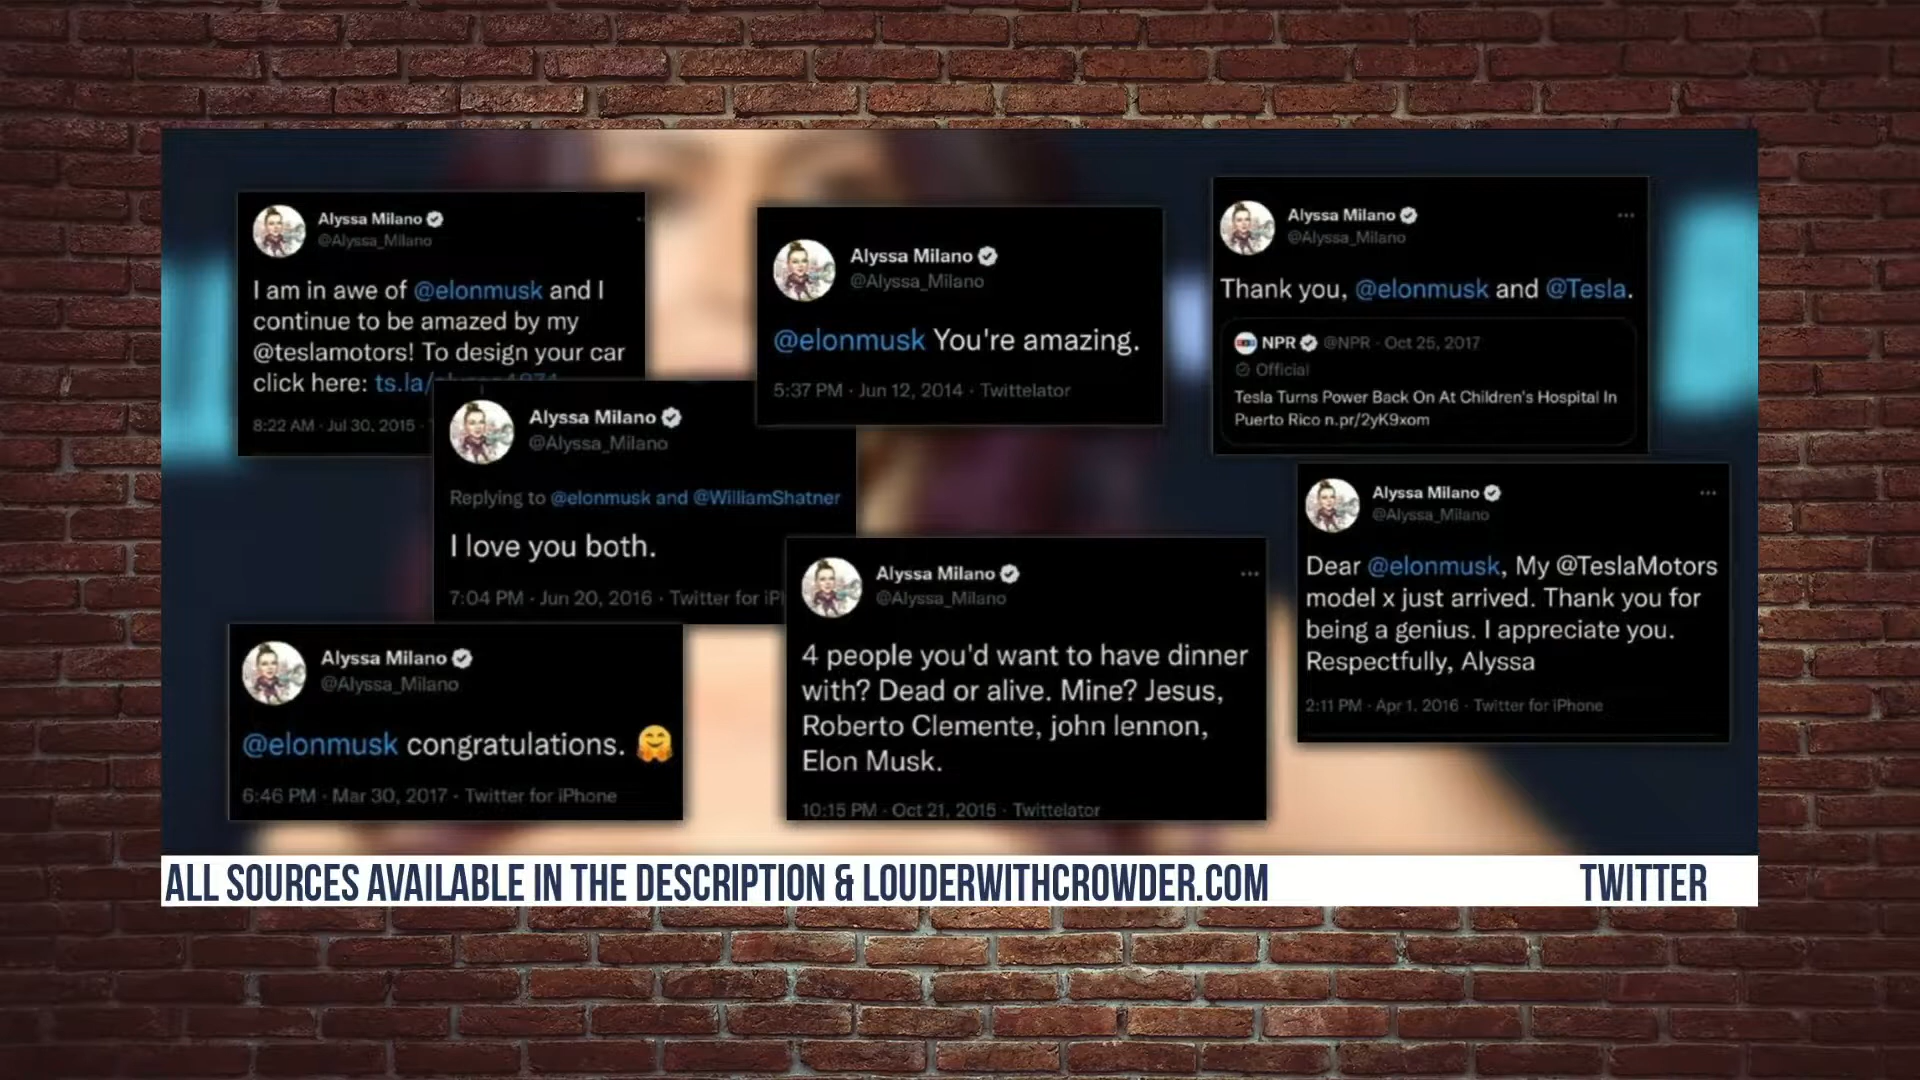 Alyssa Milano
@Alyssa_Milano
I am in awe of @elonmusk and I
continue to be amazed by my
@teslamotors! To design your car
click here: ts.la/
8:22 AM · Jul 30, 2015 ·
Alyssa Milano
@Alyssa_Milano
Replying to @elonmusk and @WilliamShatner
I love you both.
7:04 PM · Jun 20, 2016 · Twitter for iP
Alyssa Milano
@Alyssa_Milano
@elonmusk congratulations. 🤗
6:46 PM · Mar 30, 2017 · Twitter for iPhone
Alyssa Milano
@Alyssa_Milano
@elonmusk You're amazing.
5:37 PM · Jun 12, 2014 · Twittelator
Alyssa Milano
@Alyssa_Milano
4 people you'd want to have dinner
with? Dead or alive. Mine? Jesus,
Roberto Clemente, john lennon,
Elon Musk.
10:15 PM · Oct 21, 2015 · Twittelator
Alyssa Milano
@Alyssa_Milano
Thank you, @elonmusk and @Tesla.
NPR @NPR · Oct 25, 2017
Official
Tesla Turns Power Back On At Children's Hospital In
Puerto Rico n.pr/2yK9xom
Alyssa Milano
@Alyssa_Milano
Dear @elonmusk, My @TeslaMotors
model x just arrived. Thank you for
being a genius. I appreciate you.
Respectfully, Alyssa
2:11 PM · Apr 1, 2016 · Twitter for iPhone
ALL SOURCES AVAILABLE IN THE DESCRIPTION & LOUDERWITHCROWDER.COM
TWITTER